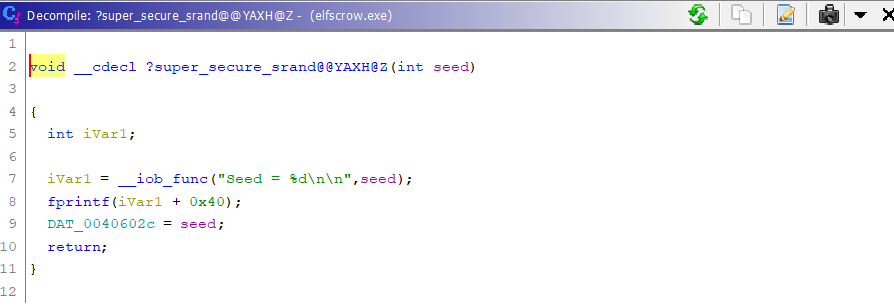 Decompile: ?super_secure_srand@@YAXH@Z - (elfscrow.exe)
1
2 void __cdecl ?super_secure_srand@@YAXH@Z(int seed)
3
4 {
5 int iVar1;
6
7 iVar1 = __iob_func("Seed = %d\n\n",seed);
8 fprintf(iVar1 + 0x40);
9 DAT_0040602c = seed;
10 return;
11 }
12